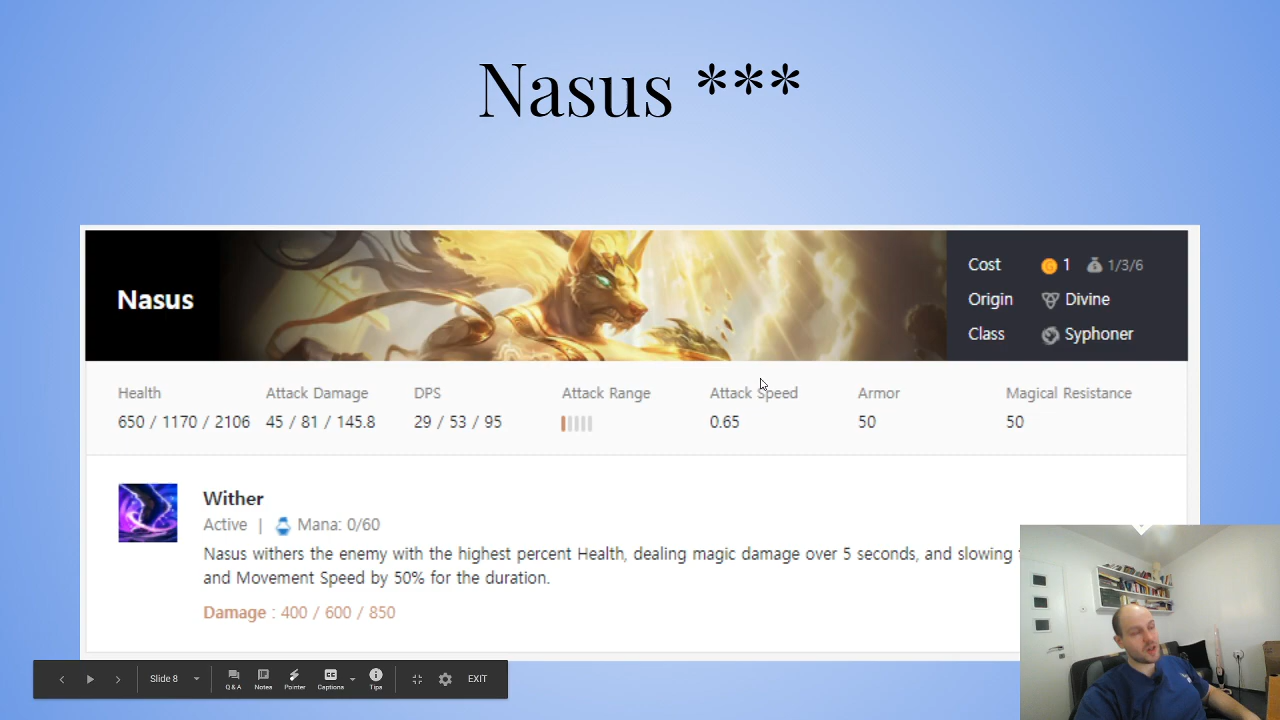 Nasus ***
Nasus
Cost 1 1/3/6
Origin Divine
Class Syphoner
Health Attack Damage DPS Attack Range Attack Speed Armor Magical Resistance
650 / 1170 / 2106 45 / 81 / 145.8 29 / 53 / 95 0.65 50 50
Wither
Active | Mana: 0/60
Nasus withers the enemy with the highest percent Health, dealing magic damage over 5 seconds, and slowing
and Movement Speed by 50% for the duration.
Damage : 400 / 600 / 850
Slide 8 Q&A Notes Pointer Captions Tips EXIT